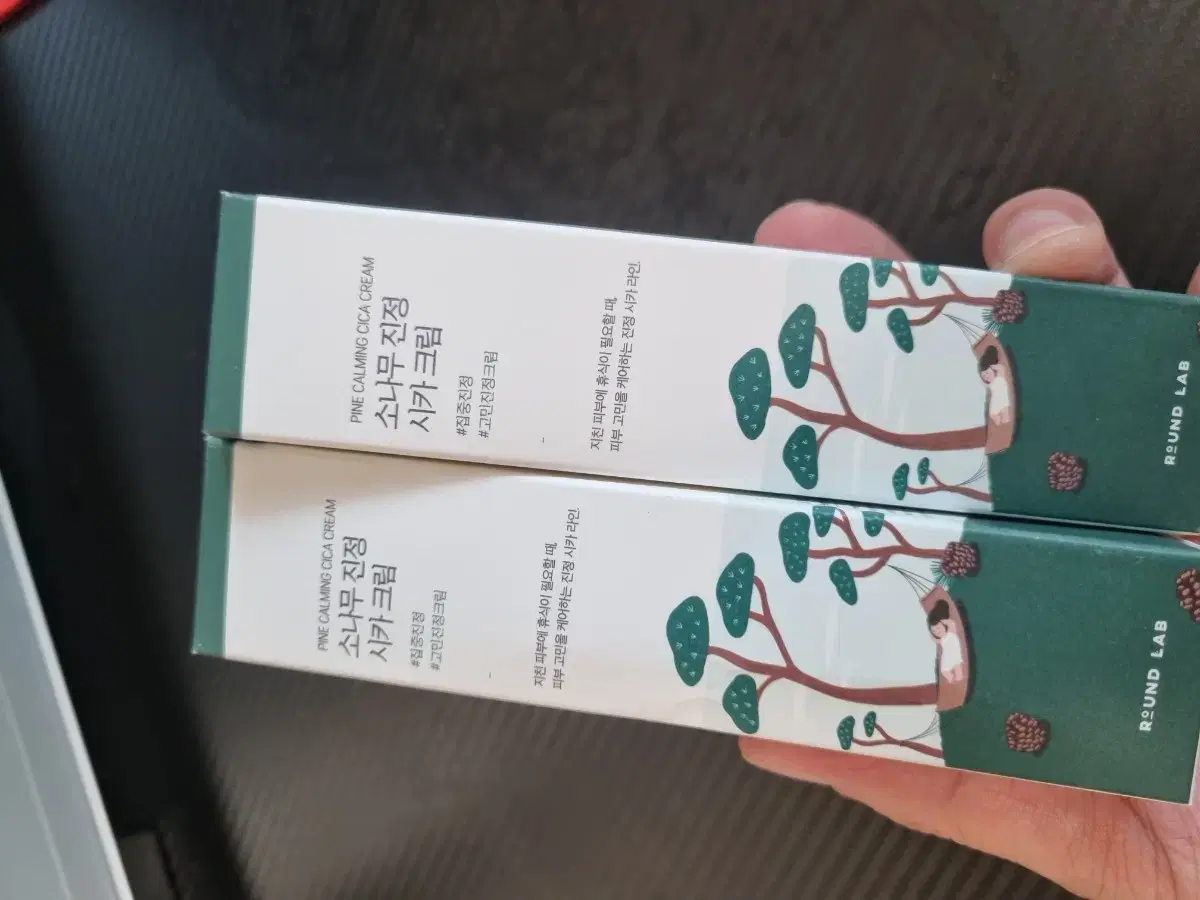 PINE CALMING CICA CREAM
소나무 진정
시카 크림
#집중진정
#고민진정크림
지친 피부에 휴식이 필요할 때,
피부 고민을 케어하는 진정 시카 라인.
ROUND LAB
PINE CALMING CICA CREAM
소나무 진정
시카 크림
#집중진정
#고민진정크림
지친 피부에 휴식이 필요할 때,
피부 고민을 케어하는 진정 시카 라인.
ROUND LAB